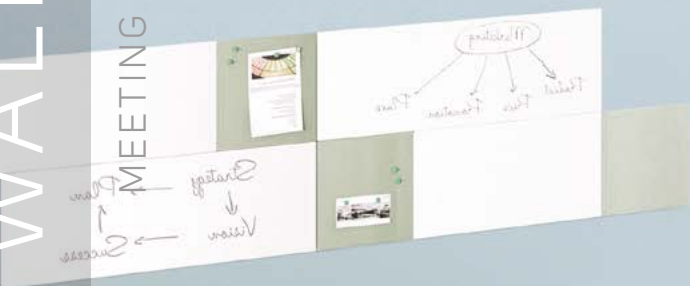 WALL
MEETING
Marketing
Product
Price
Promotion
Place
Strategy
Plan
Vision
Success